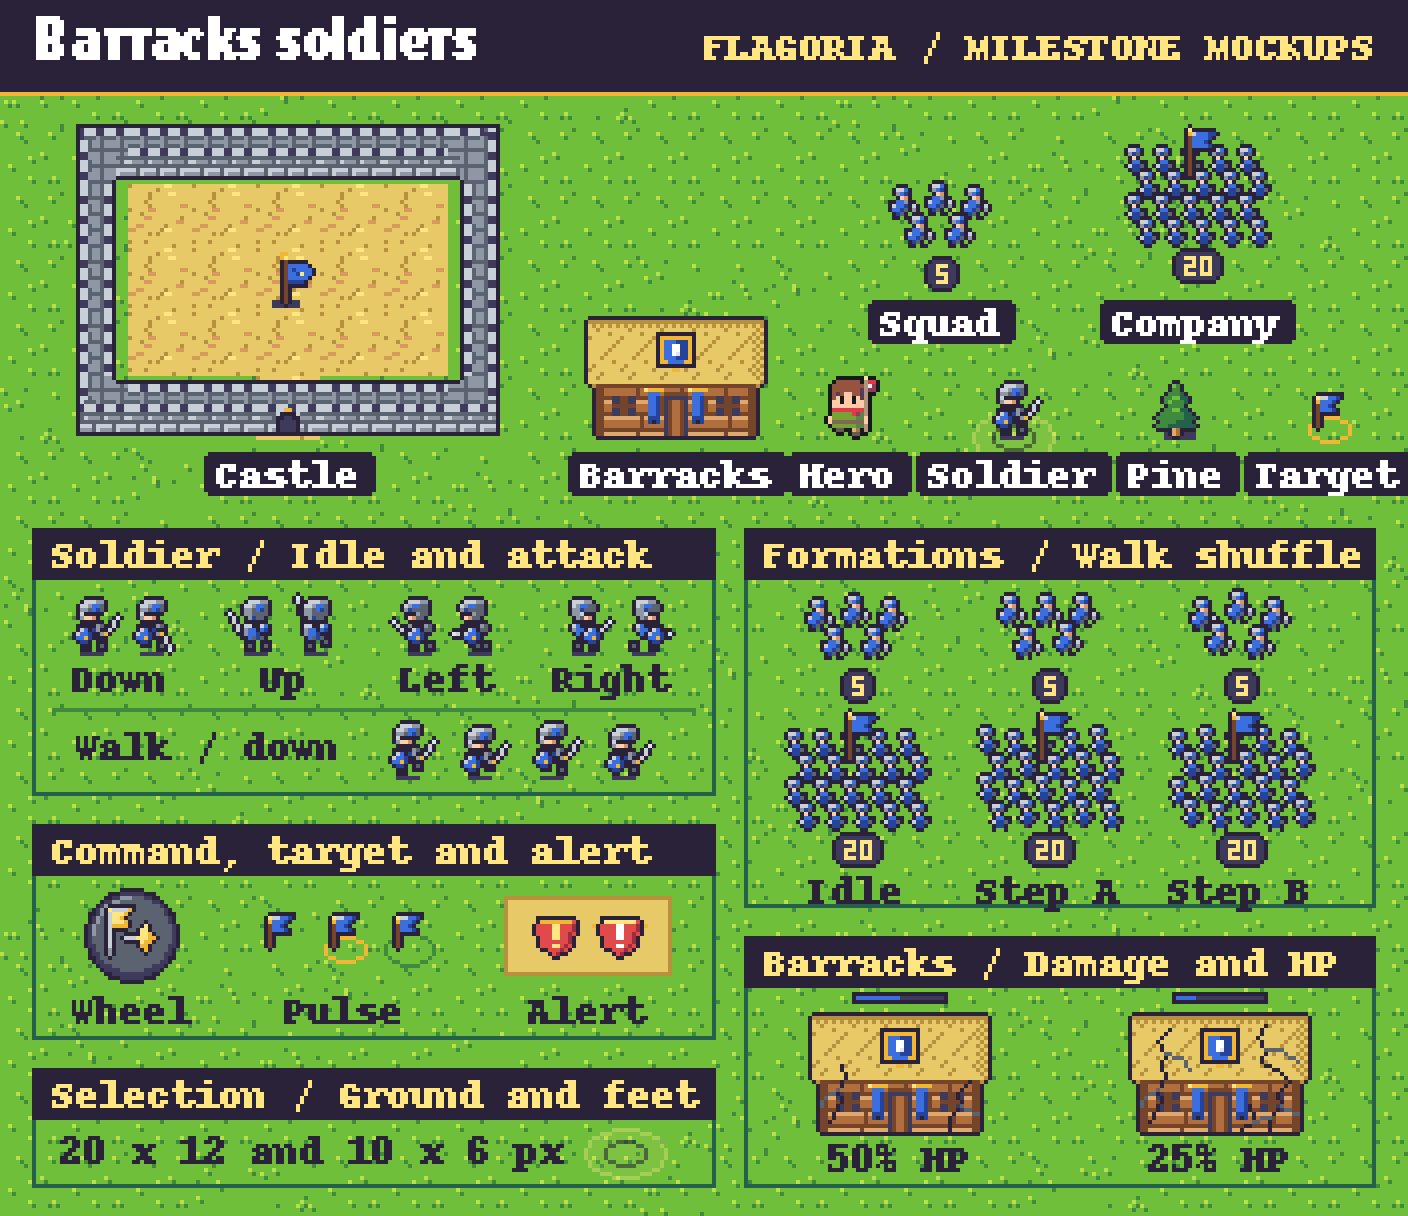 Barracks soldiers
FLAGORIA / MILESTONE MOCKUPS
5
20
Squad
Company
Castle
Barracks
Hero
Soldier
Pine
Target
Soldier / Idle and attack
Down
Up
Left
Right
Walk / down
Formations / Walk shuffle
5
5
5
20
20
20
Idle
Step A
Step B
Command, target and alert
Wheel
Pulse
Alert
Barracks / Damage and HP
50% HP
25% HP
Selection / Ground and feet
20 x 12 and 10 x 6 px